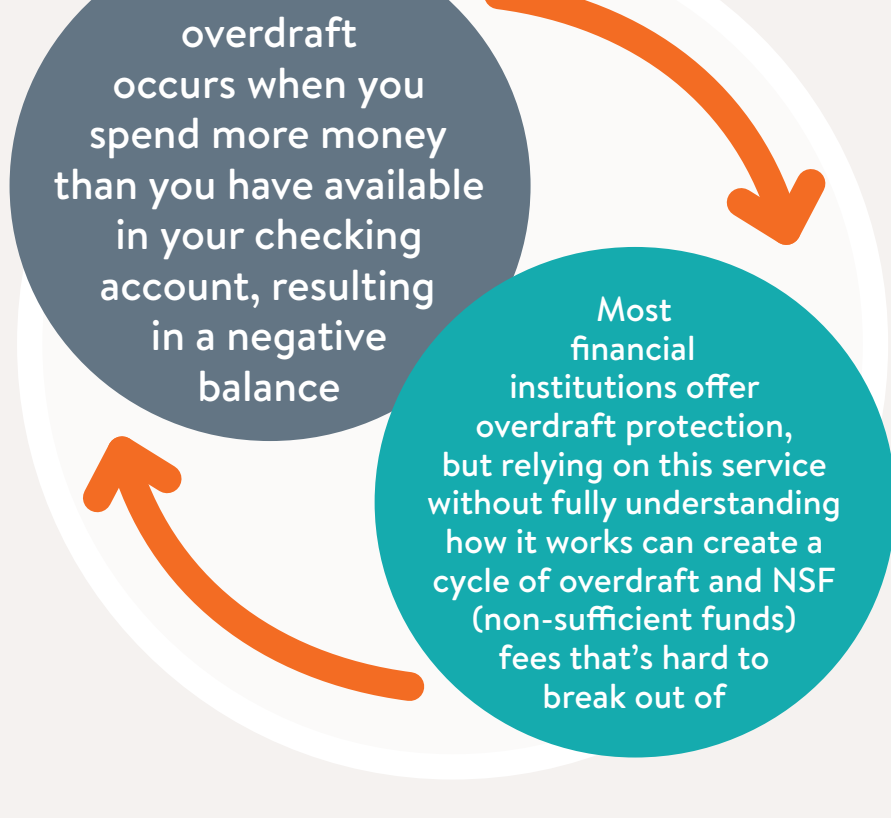 overdraft
occurs when you
spend more money
than you have available
in your checking
account, resulting
in a negative
balance
Most
financial
institutions offer
overdraft protection,
but relying on this service
without fully understanding
how it works can create a
cycle of overdraft and NSF
(non-sufficient funds)
fees that’s hard to
break out of